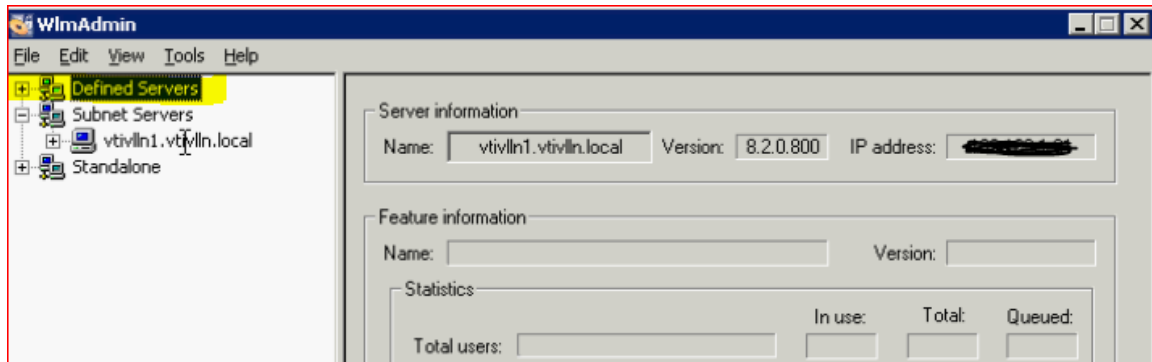 WlmAdmin
File Edit View Tools Help
Defined Servers
Subnet Servers
vtivlln1.vtivlln.local
Standalone
Server information
Name: vtivlln1.vtivlln.local Version: 8.2.0.800 IP address:
Feature information
Name: Version:
Statistics
In use: Total: Queued:
Total users: